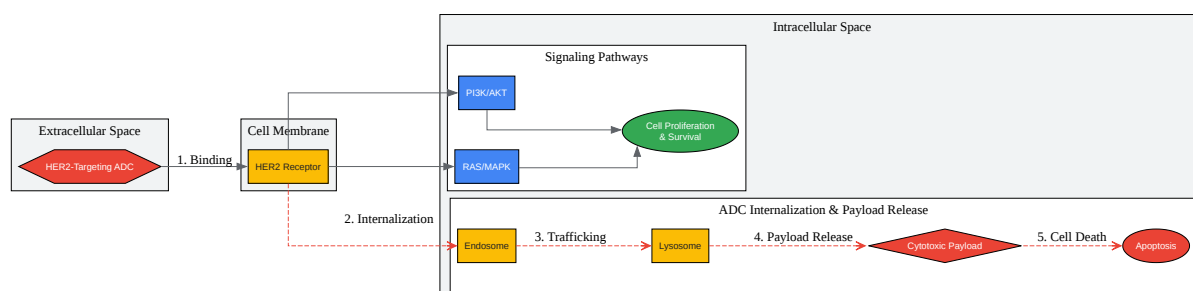 Intracellular Space
Signaling Pathways
PI3K/AKT
Extracellular Space
Cell Membrane
Cell Proliferation
& Survival
HER2-Targeting ADC
1. Binding
HER2 Receptor
RAS/MAPK
ADC Internalization & Payload Release
2. Internalization
Endosome
3. Trafficking
Lysosome
4. Payload Release
Cytotoxic Payload
5. Cell Death
Apoptosis